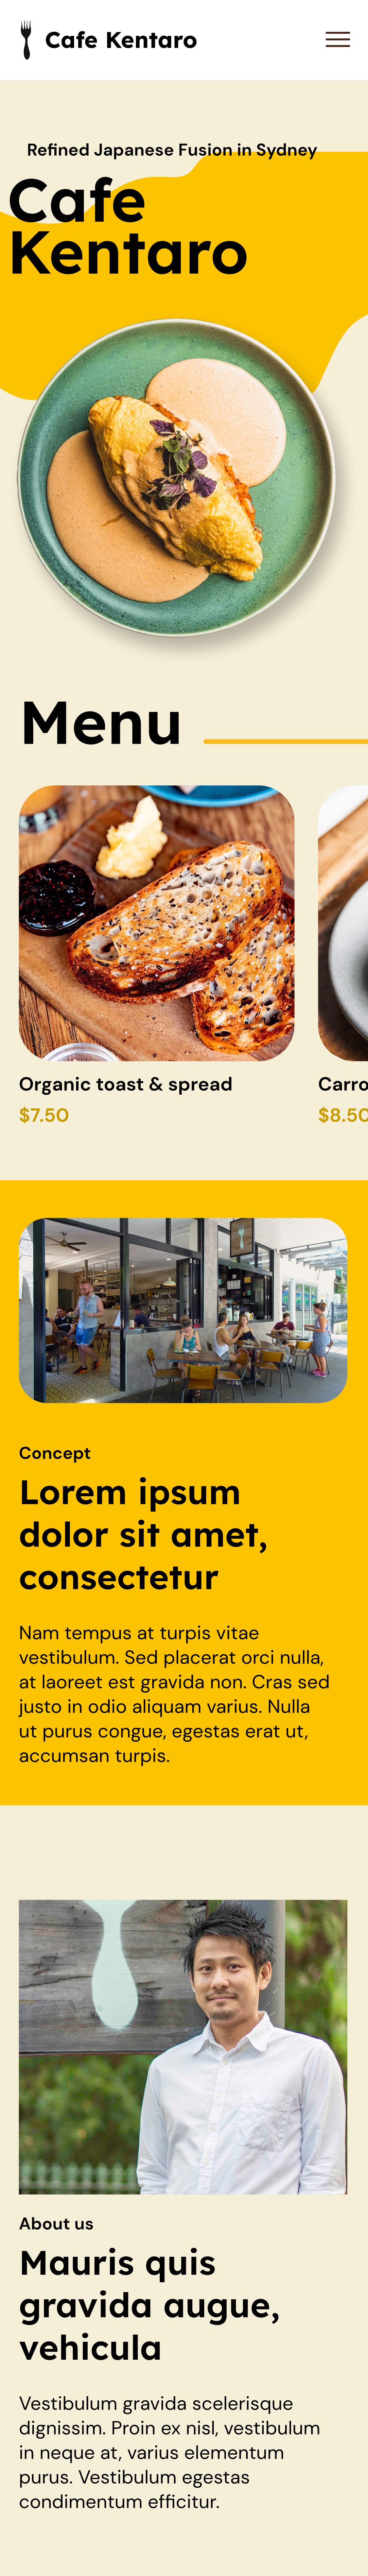 Cafe Kentaro
Refined Japanese Fusion in Sydney
Cafe
Kentaro
Menu
Organic toast & spread
$7.50
Carro
$8.50
Concept
Lorem ipsum
dolor sit amet,
consectetur
Nam tempus at turpis vitae
vestibulum. Sed placerat orci nulla,
at laoreet est gravida non. Cras sed
justo in odio aliquam varius. Nulla
ut purus congue, egestas erat ut,
accumsan turpis.
About us
Mauris quis
gravida augue,
vehicula
Vestibulum gravida scelerisque
dignissim. Proin ex nisl, vestibulum
in neque at, varius elementum
purus. Vestibulum egestas
condimentum efficitur.